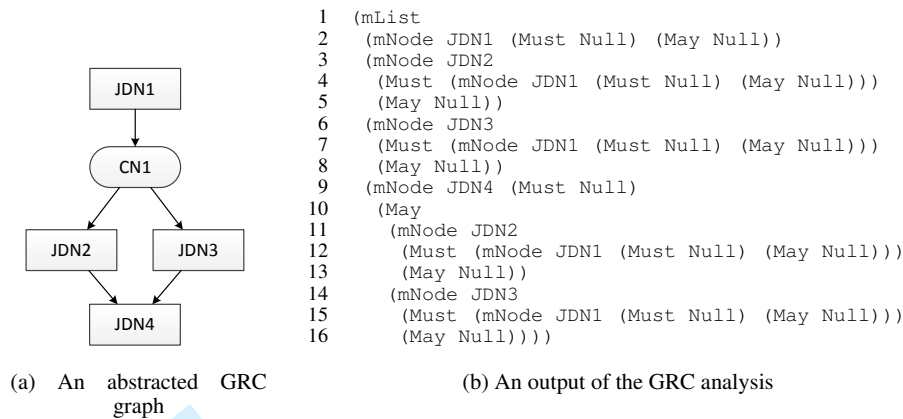 JDN1
CN1
JDN2
JDN3
JDN4
(a) An abstracted GRC
graph
1 (mList
2 (mNode JDN1 (Must Null) (May Null))
3 (mNode JDN2
4 (Must (mNode JDN1 (Must Null) (May Null)))
5 (May Null))
6 (mNode JDN3
7 (Must (mNode JDN1 (Must Null) (May Null)))
8 (May Null))
9 (mNode JDN4 (Must Null)
10 (May
11 (mNode JDN2
12 (Must (mNode JDN1 (Must Null) (May Null)))
13 (May Null))
14 (mNode JDN3
15 (Must (mNode JDN1 (Must Null) (May Null)))
16 (May Null))))
(b) An output of the GRC analysis